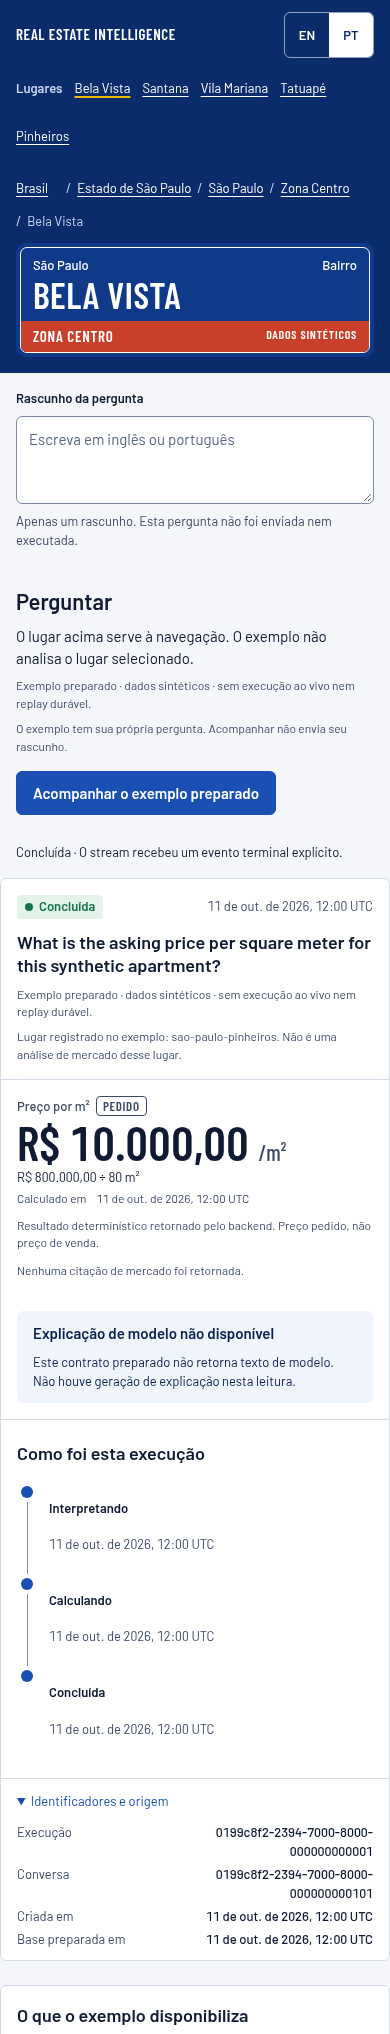 REAL ESTATE INTELLIGENCE
EN PT
Lugares Bela Vista Santana Vila Mariana Tatuapé
Pinheiros
Brasil / Estado de São Paulo / São Paulo / Zona Centro
/ Bela Vista
São Paulo Bairro
BELA VISTA
ZONA CENTRO DADOS SINTÉTICOS
Rascunho da pergunta
Escreva em inglês ou português
Apenas um rascunho. Esta pergunta não foi enviada nem
executada.
Perguntar
O lugar acima serve à navegação. O exemplo não
analisa o lugar selecionado.
Exemplo preparado · dados sintéticos · sem execução ao vivo nem
replay durável.
O exemplo tem sua própria pergunta. Acompanhar não envia seu
rascunho.
Acompanhar o exemplo preparado
Concluída · O stream recebeu um evento terminal explícito.
Concluída 11 de out. de 2026, 12:00 UTC
What is the asking price per square meter for
this synthetic apartment?
Exemplo preparado · dados sintéticos · sem execução ao vivo nem
replay durável.
Lugar registrado no exemplo: sao-paulo-pinheiros. Não é uma
análise de mercado desse lugar.
Preço por m² PEDIDO
R$ 10.000,00 /m²
R$ 800.000,00 ÷ 80 m²
Calculado em 11 de out. de 2026, 12:00 UTC
Resultado determinístico retornado pelo backend. Preço pedido, não
preço de venda.
Nenhuma citação de mercado foi retornada.
Explicação de modelo não disponível
Este contrato preparado não retorna texto de modelo.
Não houve geração de explicação nesta leitura.
Como foi esta execução
Interpretando
11 de out. de 2026, 12:00 UTC
Calculando
11 de out. de 2026, 12:00 UTC
Concluída
11 de out. de 2026, 12:00 UTC
▼ Identificadores e origem
Execução 0199c8f2-2394-7000-8000-
000000000001
Conversa 0199c8f2-2394-7000-8000-
000000000101
Criada em 11 de out. de 2026, 12:00 UTC
Base preparada em 11 de out. de 2026, 12:00 UTC
O que o exemplo disponibiliza